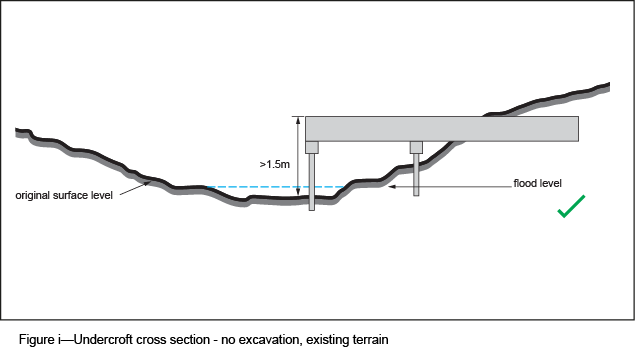 >1.5m
original surface level
flood level
Figure i—Undercroft cross section - no excavation, existing terrain